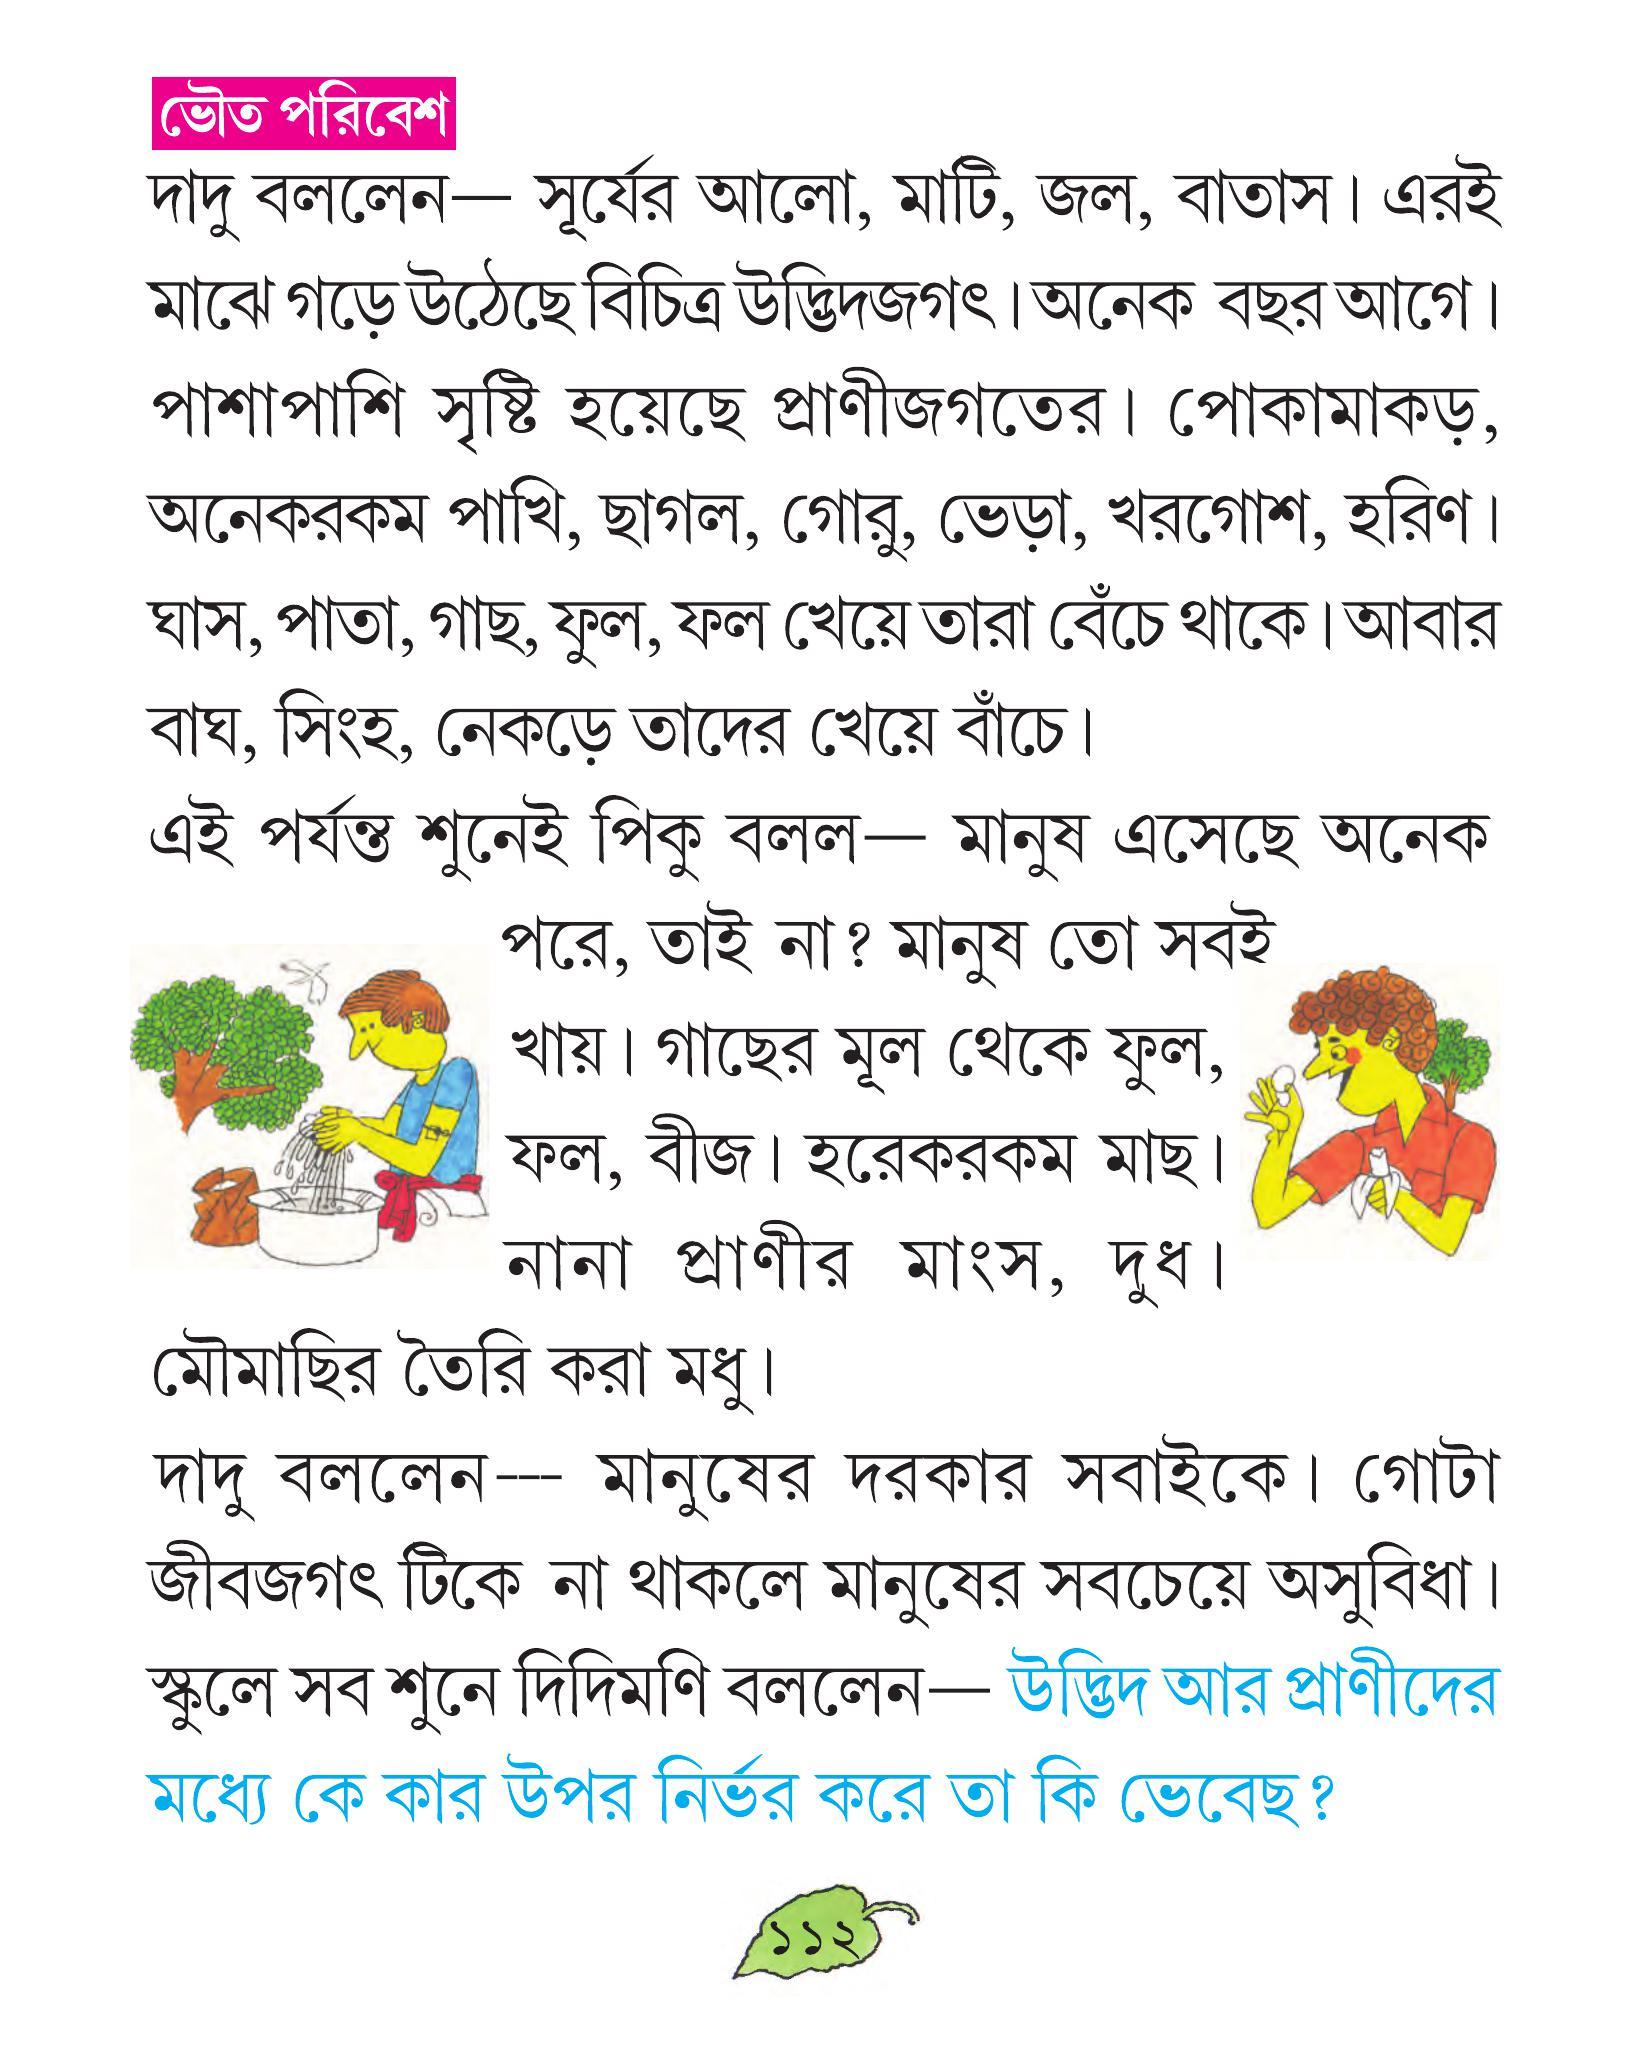 ভৌত পরিবেশ
দাদু বললেন— সূর্যের আলো, মাটি, জল, বাতাস। এরই
মাঝে গড়ে উঠেছে বিচিত্র উদ্ভিদজগৎ। অনেক বছর আগে।
পাশাপাশি সৃষ্টি হয়েছে প্রাণীজগতের। পোকামাকড়,
অনেকরকম পাখি, ছাগল, গোরু, ভেড়া, খরগোশ, হরিণ।
ঘাস, পাতা, গাছ, ফুল, ফল খেয়ে তারা বেঁচে থাকে। আবার
বাঘ, সিংহ, নেকড়ে তাদের খেয়ে বাঁচে।
এই পর্যন্ত শুনেই পিকু বলল— মানুষ এসেছে অনেক
পরে, তাই না? মানুষ তো সবই
খায়। গাছের মূল থেকে ফুল,
ফল, বীজ। হরেকরকম মাছ।
নানা প্রাণীর মাংস, দুধ।
মৌমাছির তৈরি করা মধু।
দাদু বললেন--- মানুষের দরকার সবাইকে। গোটা
জীবজগৎ টিকে না থাকলে মানুষের সবচেয়ে অসুবিধা।
স্কুলে সব শুনে দিদিমণি বললেন— উদ্ভিদ আর প্রাণীদের
মধ্যে কে কার উপর নির্ভর করে তা কি ভেবেছ?
১১২